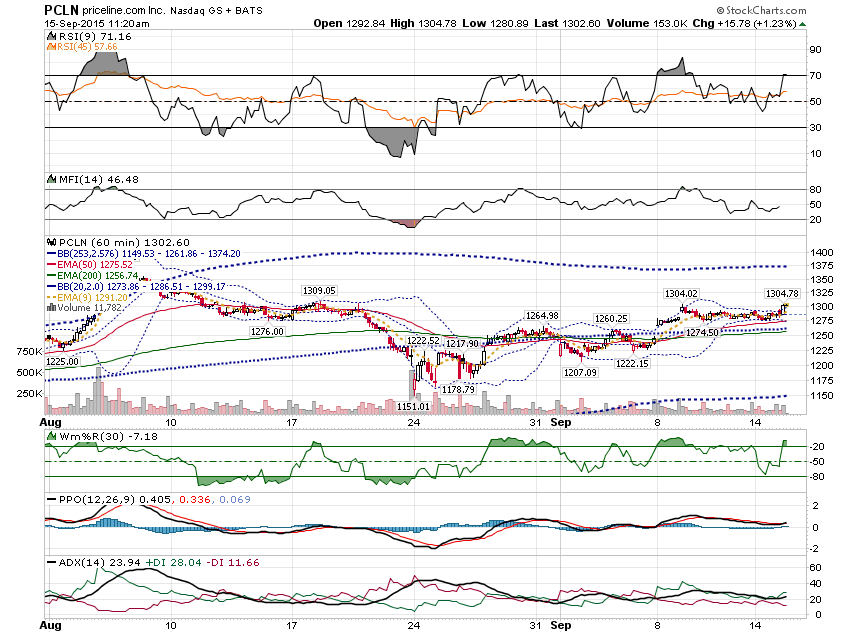 PCLN priceline.com Inc. Nasdaq GS + BATS © StockCharts.com
15-Sep-2015 11:20am Open 1292.84 High 1304.78 Low 1280.89 Last 1302.60 Volume 153.0K Chg +15.78 (+1.23%)
RSI(9) 71.16
RSI(45) 57.66
90
70
50
30
10
MFI(14) 46.48
80
50
20
PCLN (60 min) 1302.60
BB(253,2.576) 1149.53 - 1261.86 - 1374.20
EMA(50) 1275.52
EMA(200) 1256.74
BB(20,2.0) 1273.86 - 1286.51 - 1299.17
EMA(9) 1291.20
Volume 11,782
1400
1375
1350
1325
1300
1275
1250
1225
1200
1175
1150
750K
500K
250K
1225.00
1276.00
1309.05
1222.52
1217.90
1151.01
1178.79
1264.98
1207.09
1260.25
1222.15
1304.02
1274.50
1304.78
Aug 10 17 24 31 Sep 8 14
Wm%R(30) -7.18
-20
-50
-80
PPO(12,26,9) 0.405, 0.336, 0.069
2
0
-2
ADX(14) 23.94 +DI 28.04 -DI 11.66
60
40
20
0
Aug 10 17 24 31 Sep 8 14